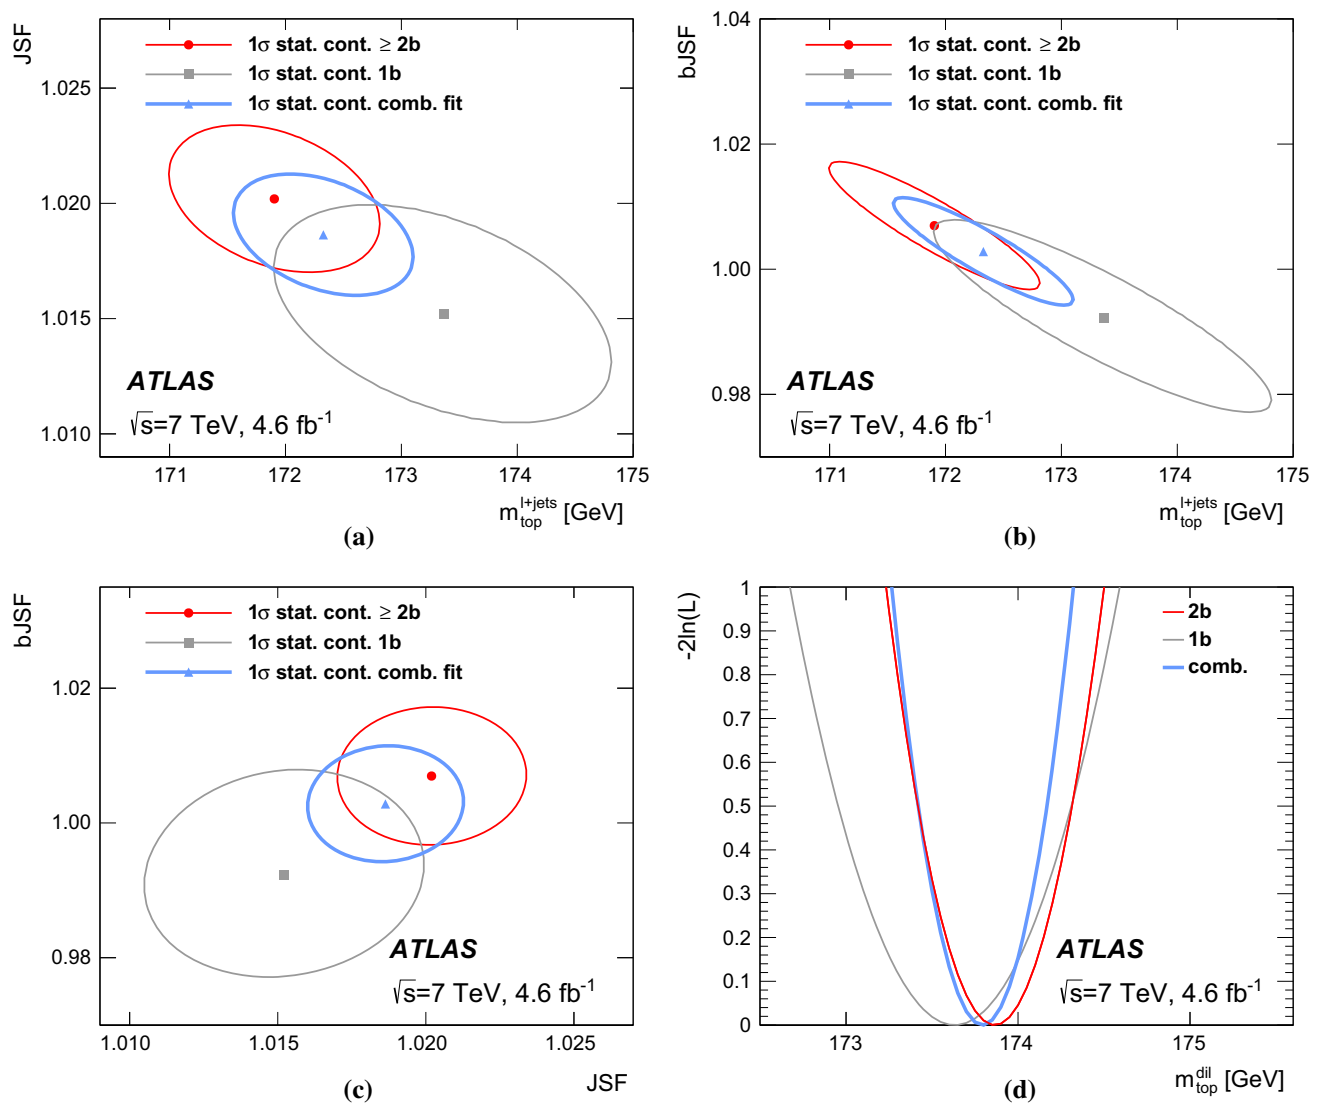 JSF
1σ stat. cont. ≥ 2b
1σ stat. cont. 1b
1σ stat. cont. comb. fit
1.025
1.020
1.015
1.010
ATLAS
√s=7 TeV, 4.6 fb⁻¹
171 172 173 174 175
m_top^l+jets [GeV]
(a)
bJSF
1σ stat. cont. ≥ 2b
1σ stat. cont. 1b
1σ stat. cont. comb. fit
1.04
1.02
1.00
0.98
ATLAS
√s=7 TeV, 4.6 fb⁻¹
171 172 173 174 175
m_top^l+jets [GeV]
(b)
bJSF
1σ stat. cont. ≥ 2b
1σ stat. cont. 1b
1σ stat. cont. comb. fit
1.02
1.00
0.98
ATLAS
√s=7 TeV, 4.6 fb⁻¹
1.010 1.015 1.020 1.025
JSF
(c)
-2ln(L)
2b
1b
comb.
1
0.9
0.8
0.7
0.6
0.5
0.4
0.3
0.2
0.1
0
ATLAS
√s=7 TeV, 4.6 fb⁻¹
173 174 175
m_top^dil [GeV]
(d)